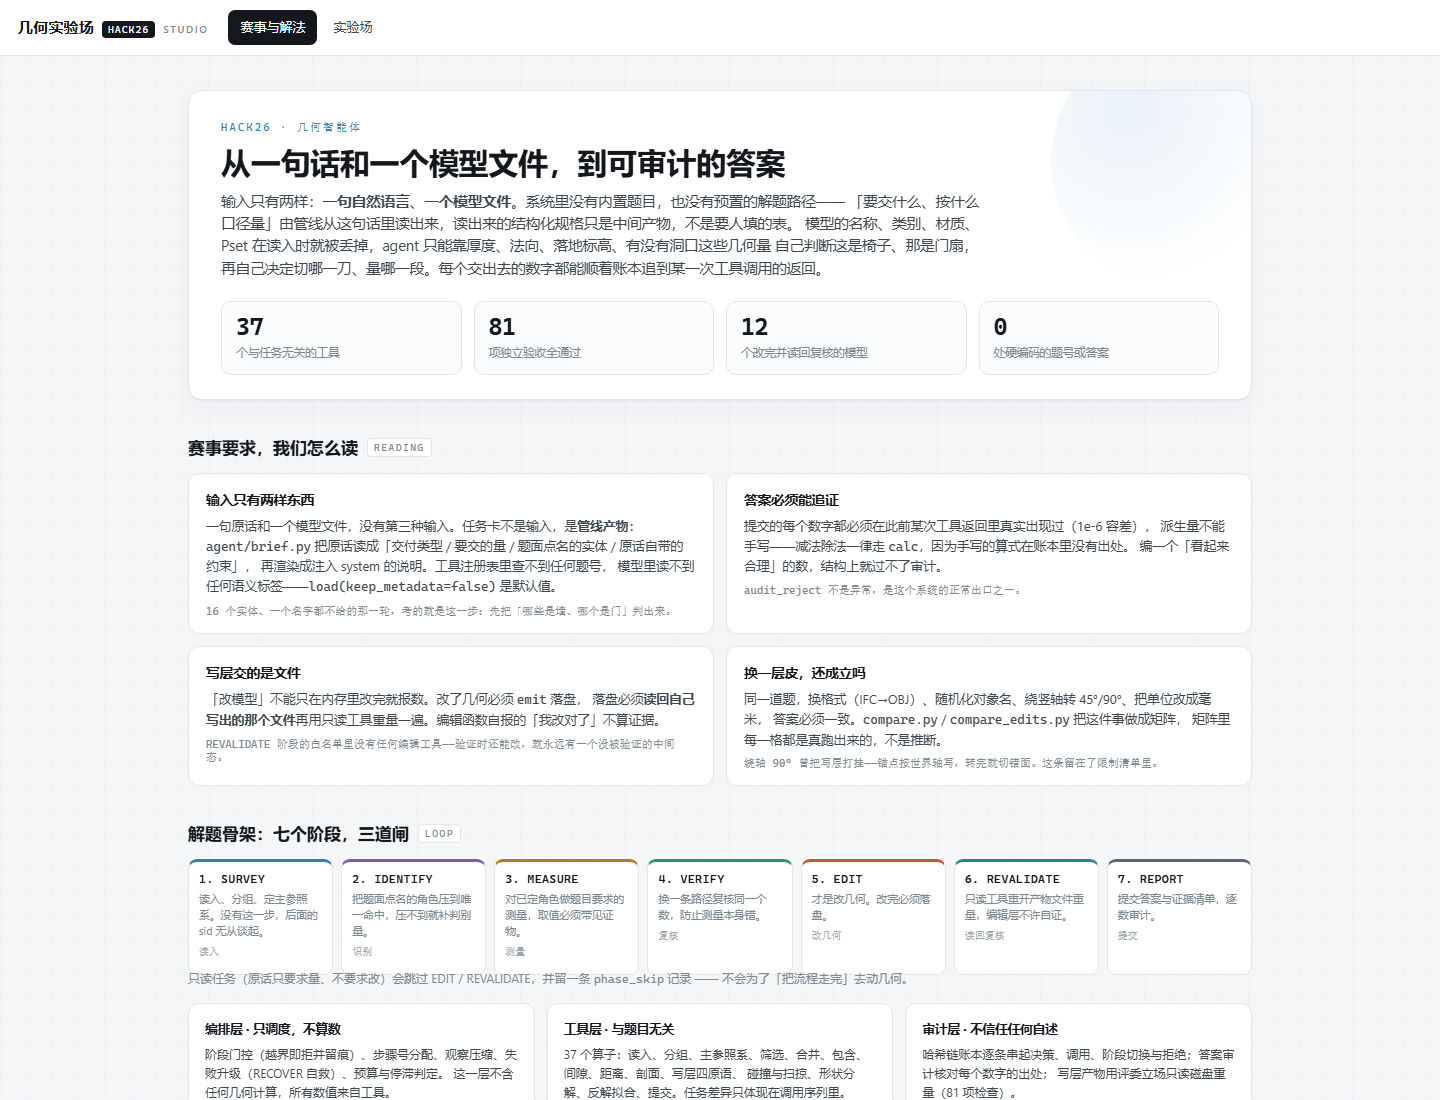 几何实验场 HACK26 STUDIO 赛事与解法 实验场
HACK26 · 几何智能体
从一句话和一个模型文件，到可审计的答案
输入只有两样：一句自然语言、一个模型文件。系统里没有内置题目，也没有预置的解题路径—— 「要交什么、按什么
口径量」由管线从这句话里读出来，读出来的结构化规格只是中间产物，不是要人填的表。 模型的名称、类别、材质、
Pset 在读入时就被丢掉，agent 只能靠厚度、法向、落地标高、有没有洞口这些几何量 自己判断这是椅子、那是门扇，
再自己决定切哪一刀、量哪一段。每个交出去的数字都能顺着账本追到某一次工具调用的返回。
37
个与任务无关的工具
81
项独立验收全通过
12
个改完并读回复核的模型
0
处硬编码的题号或答案
赛事要求，我们怎么读 READING
输入只有两样东西
一句原话和一个模型文件，没有第三种输入。任务卡不是输入，是管线产物：
agent/brief.py 把原话读成「交付类型 / 要交的量 / 题面点名的实体 / 原话自带的
约束」， 再渲染成注入 system 的说明。工具注册表里查不到任何题号， 模型里读不到
任何语义标签——load(keep_metadata=false) 是默认值。
16 个实体、一个名字都不给的那一轮，考的就是这一步：先把「哪些是墙、哪个是门」判出来。
答案必须能追证
提交的每个数字都必须在此前某次工具返回里真实出现过（1e-6 容差）， 派生量不能
手写——减法除法一律走 calc，因为手写的算式在账本里没有出处。 编一个「看起来
合理」的数，结构上就过不了审计。
audit_reject 不是异常，是这个系统的正常出口之一。
写层交的是文件
「改模型」不能只在内存里改完就报数。改了几何必须 emit 落盘， 落盘必须读回自己
写出的那个文件再用只读工具重量一遍。编辑函数自报的「我改对了」不算证据。
REVALIDATE 阶段的白名单里没有任何编辑工具——验证时还能改，就永远有一个没被验证的中间
态。
换一层皮，还成立吗
同一道题，换格式（IFC→OBJ）、随机化对象名、绕竖轴转 45°/90°、把单位改成毫
米， 答案必须一致。compare.py / compare_edits.py 把这件事做成矩阵， 矩阵里
每一格都是真跑出来的，不是推断。
绕轴 90° 曾把写层打挂——锚点按世界轴写，转完就切错面。这条留在了限制清单里。
解题骨架：七个阶段，三道闸 LOOP
1. SURVEY
读入、分组、定主参照
系。没有这一步，后面的
sid 无从谈起。
读入
2. IDENTIFY
把题面点名的角色压到唯
一命中，压不到就补判别
量。
识别
3. MEASURE
对已定角色做题目要求的
测量，取值必须带见证
物。
测量
4. VERIFY
换一条路径复核同一个
数，防止测量本身错。
复核
5. EDIT
才是改几何。改完必须落
盘。
改几何
6. REVALIDATE
只读工具重开产物文件重
量，编辑层不许自证。
读回复核
7. REPORT
提交答案与证据清单，逐
数审计。
提交
只读任务（原话只要求量、不要求改）会跳过 EDIT / REVALIDATE，并留一条 phase_skip 记录 —— 不会为了「把流程走完」去动几何。
编排层 · 只调度，不算数
阶段门控（越界即拒并留痕）、步骤号分配、观察压缩、失
败升级（RECOVER 自救）、预算与停滞判定。 这一层不含
任何几何计算，所有数值来自工具。
工具层 · 与题目无关
37 个算子：读入、分组、主参照系、筛选、合并、包含、
间隙、距离、剖面、写层四原语、 碰撞与扫掠、形状分
解、反解拟合、提交。任务差异只体现在调用序列里。
审计层 · 不信任任何自述
哈希链账本逐条串起决策、调用、阶段切换与拒绝；答案审
计核对每个数字的出处； 写层产物用评委立场只读磁盘重
量（81 项检查）。